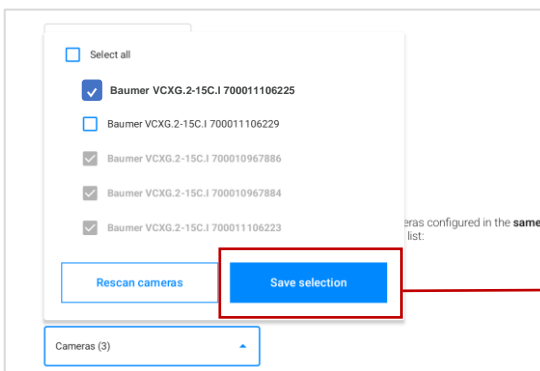 Select all
Baumer VCXG.2-15C.I 700011106225
Baumer VCXG.2-15C.I 700011106229
Baumer VCXG.2-15C.I 700010967886
Baumer VCXG.2-15C.I 700010967884
Baumer VCXG.2-15C.I 700011106223
eras configured in the same
list:
Rescan cameras
Save selection
Cameras (3)